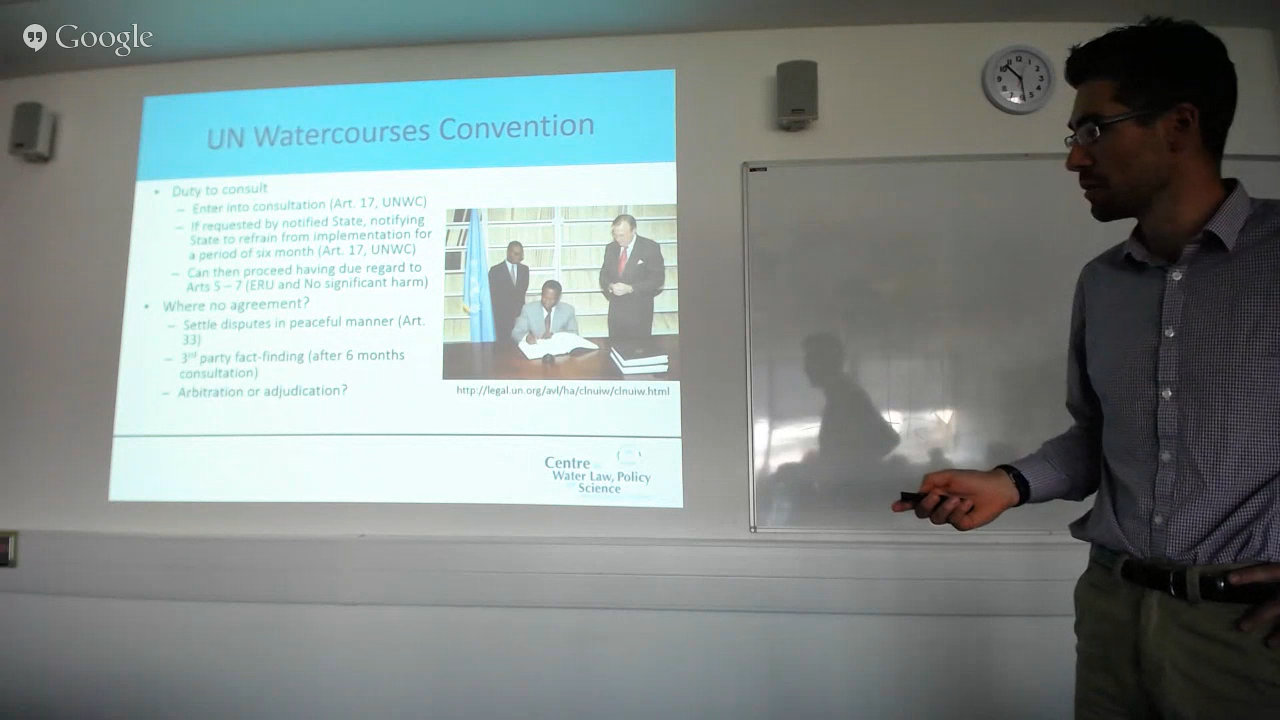 Google
UN Watercourses Convention
• Duty to consult
– Enter into consultation (Art. 17, UNWC)
– If requested by notified State, notifying
State to refrain from implementation for
a period of six month (Art. 17, UNWC)
– Can then proceed having due regard to
Arts 5 – 7 (ERU and No significant harm)
• Where no agreement?
– Settle disputes in peaceful manner (Art.
33)
– 3rd party fact-finding (after 6 months
consultation)
– Arbitration or adjudication?
http://legal.un.org/avl/ha/clnuiw/clnuiw.html
Centre
Water Law, Policy
Science